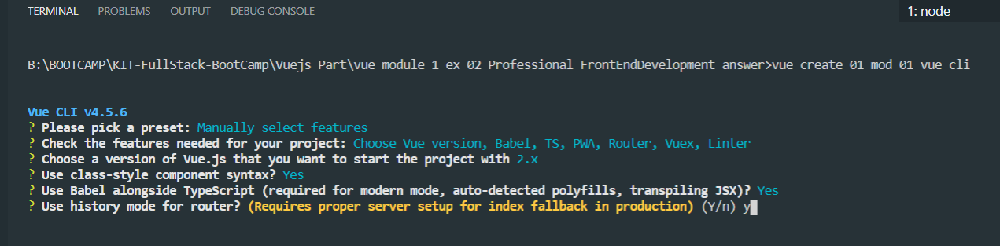 TERMINAL PROBLEMS OUTPUT DEBUG CONSOLE 1: node
B:\BOOTCAMP\KIT-FullStack-BootCamp\Vuejs_Part\vue_module_1_ex_02_Professional_FrontEndDevelopment_answer>vue create 01_mod_01_vue_cli
Vue CLI v4.5.6
? Please pick a preset: Manually select features
? Check the features needed for your project: Choose Vue version, Babel, TS, PWA, Router, Vuex, Linter
? Choose a version of Vue.js that you want to start the project with 2.x
? Use class-style component syntax? Yes
? Use Babel alongside TypeScript (required for modern mode, auto-detected polyfills, transpiling JSX)? Yes
? Use history mode for router? (Requires proper server setup for index fallback in production) (Y/n) y